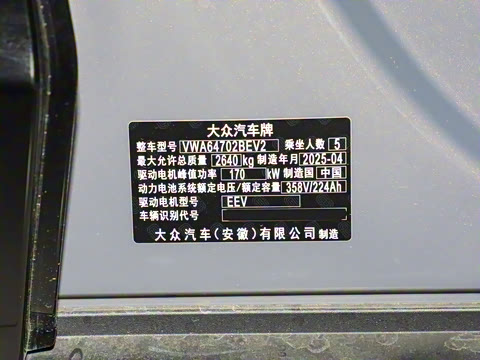 大众汽车牌
整车型号 VWA64702BEV2 乘坐人数 5
最大允许总质量 2640 kg 制造年月 2025-04
驱动电机峰值功率 170 kW 制造国 中国
动力电池系统额定电压/额定容量 358V/224Ah
驱动电机型号 EEV
车辆识别代号
大众汽车(安徽)有限公司 制造